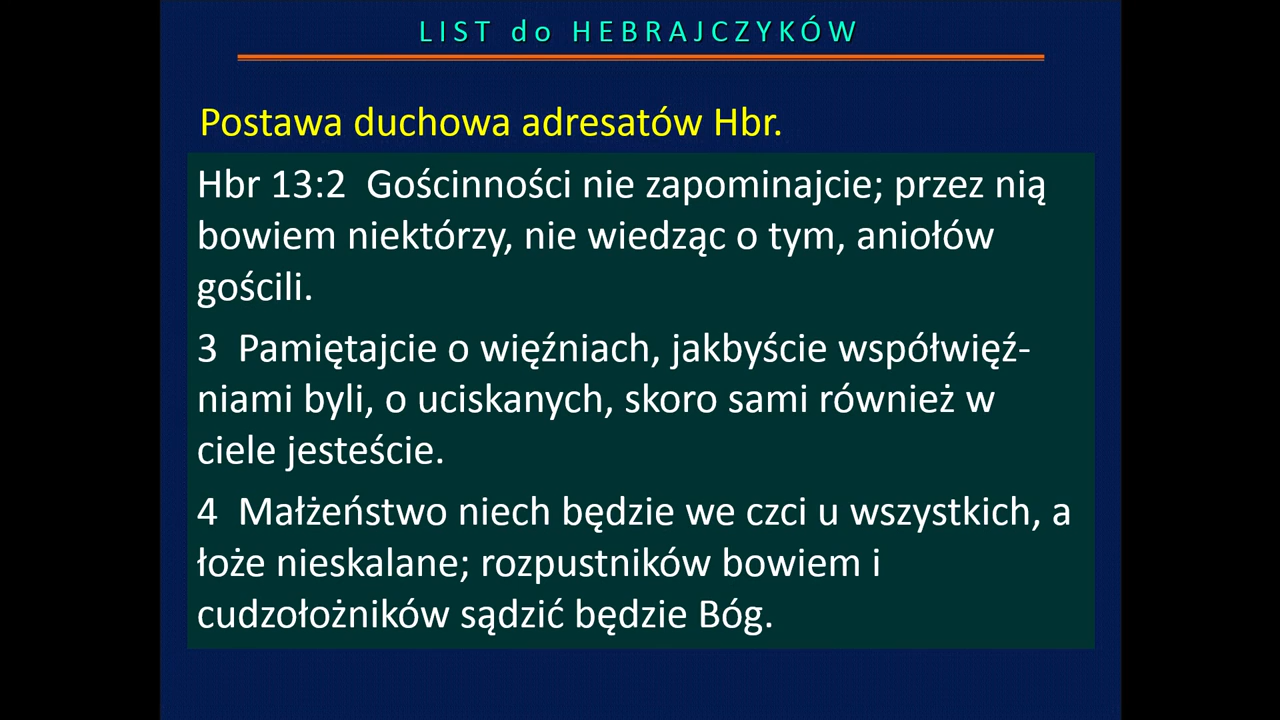 LIST do HEBRAJCZYKÓW
Postawa duchowa adresatów Hbr.
Hbr 13:2 Gościnności nie zapominajcie; przez nią
bowiem niektórzy, nie wiedząc o tym, aniołów
gościli.
3 Pamiętajcie o więźniach, jakbyście współwięź-
niami byli, o uciskanych, skoro sami również w
ciele jesteście.
4 Małżeństwo niech będzie we czci u wszystkich, a
łoże nieskalane; rozpustników bowiem i
cudzołożników sądzić będzie Bóg.